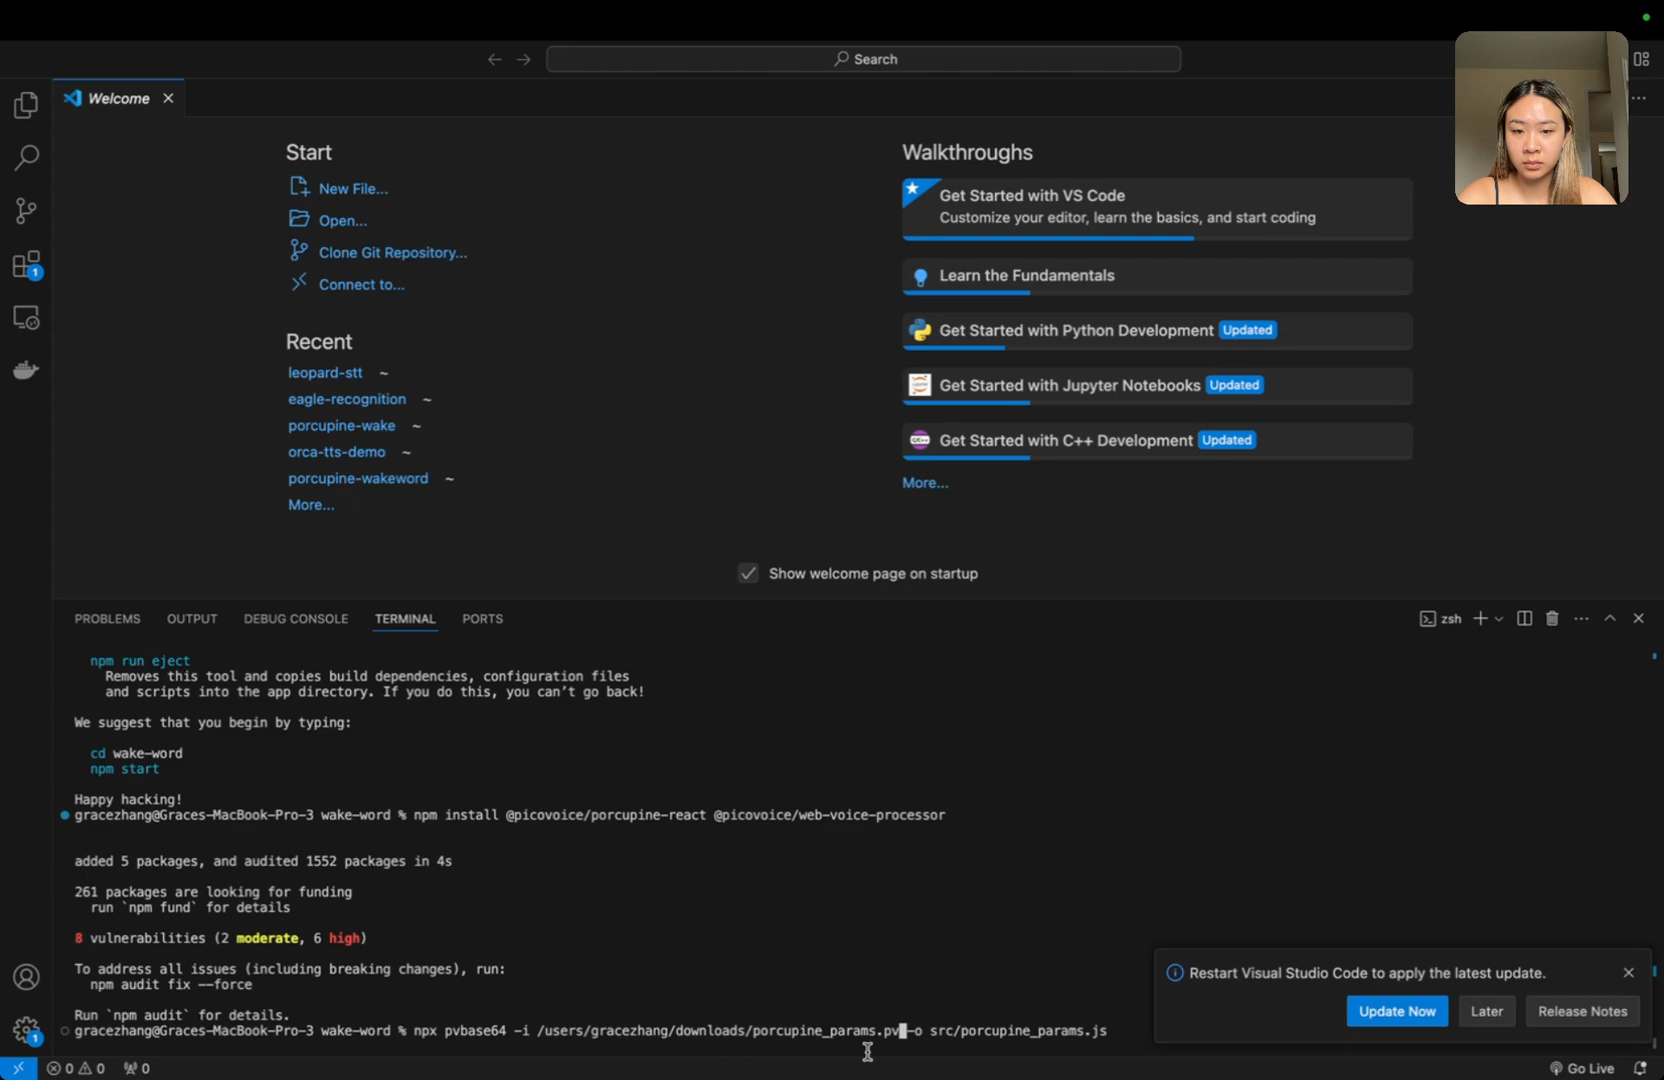 Search
Welcome
Start
New File...
Open...
Clone Git Repository...
Connect to...
Recent
leopard-stt ~
eagle-recognition ~
porcupine-wake ~
orca-tts-demo ~
porcupine-wakeword ~
More...
Walkthroughs
Get Started with VS Code
Customize your editor, learn the basics, and start coding
Learn the Fundamentals
Get Started with Python Development Updated
Get Started with Jupyter Notebooks Updated
Get Started with C++ Development Updated
More...
Show welcome page on startup
PROBLEMS OUTPUT DEBUG CONSOLE TERMINAL PORTS
zsh
npm run eject
Removes this tool and copies build dependencies, configuration files
and scripts into the app directory. If you do this, you can’t go back!
We suggest that you begin by typing:
cd wake-word
npm start
Happy hacking!
gracezhang@Graces-MacBook-Pro-3 wake-word % npm install @picovoice/porcupine-react @picovoice/web-voice-processor
added 5 packages, and audited 1552 packages in 4s
261 packages are looking for funding
run `npm fund` for details
8 vulnerabilities (2 moderate, 6 high)
To address all issues (including breaking changes), run:
npm audit fix --force
Run `npm audit` for details.
gracezhang@Graces-MacBook-Pro-3 wake-word % npx pvbase64 -i /users/gracezhang/downloads/porcupine_params.pv -o src/porcupine_params.js
Restart Visual Studio Code to apply the latest update.
Update Now
Later
Release Notes
1
1
0 0 0
Go Live